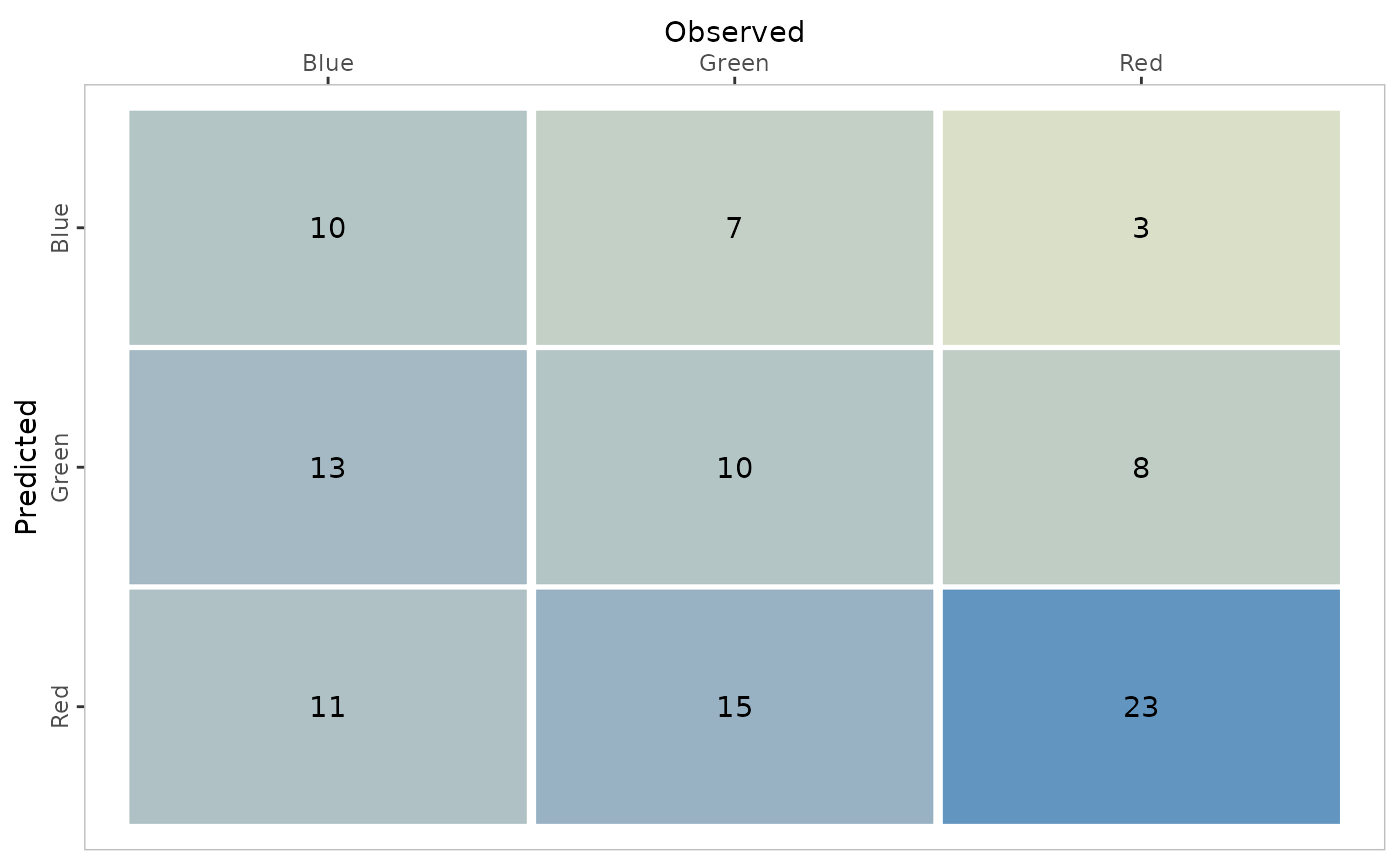 Observed
Blue Green Red
Predicted
Blue 10 7 3
Green 13 10 8
Red 11 15 23